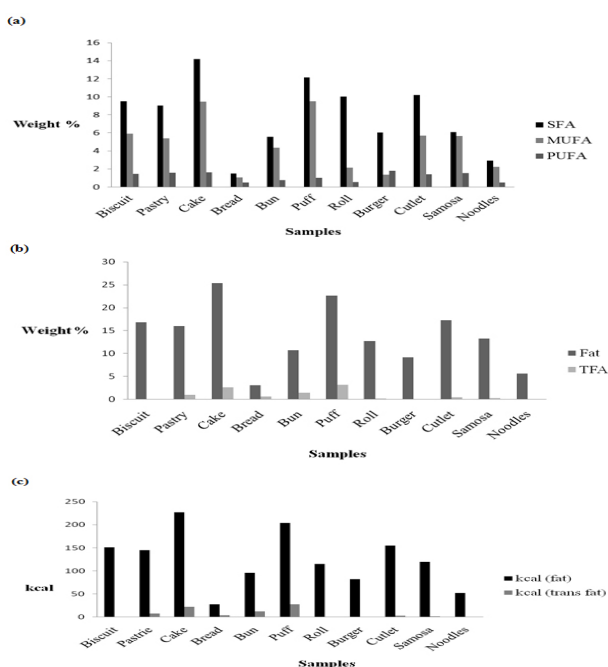 (a)
16
14
12
10
8
6
4
2
0
Weight %
SFA
MUFA
PUFA
Biscuit Pastry Cake Bread Bun Puff Roll Burger Cutlet Samosa Noodles
Samples
(b)
30
25
20
15
10
5
0
Weight %
Fat
TFA
Biscuit Pastry Cake Bread Bun Puff Roll Burger Cutlet Samosa Noodles
Samples
(c)
250
200
150
100
50
0
kcal
kcal (fat)
kcal (trans fat)
Biscuit Pastrie Cake Bread Bun Puff Roll Burger Cutlet Samosa Noodles
Samples